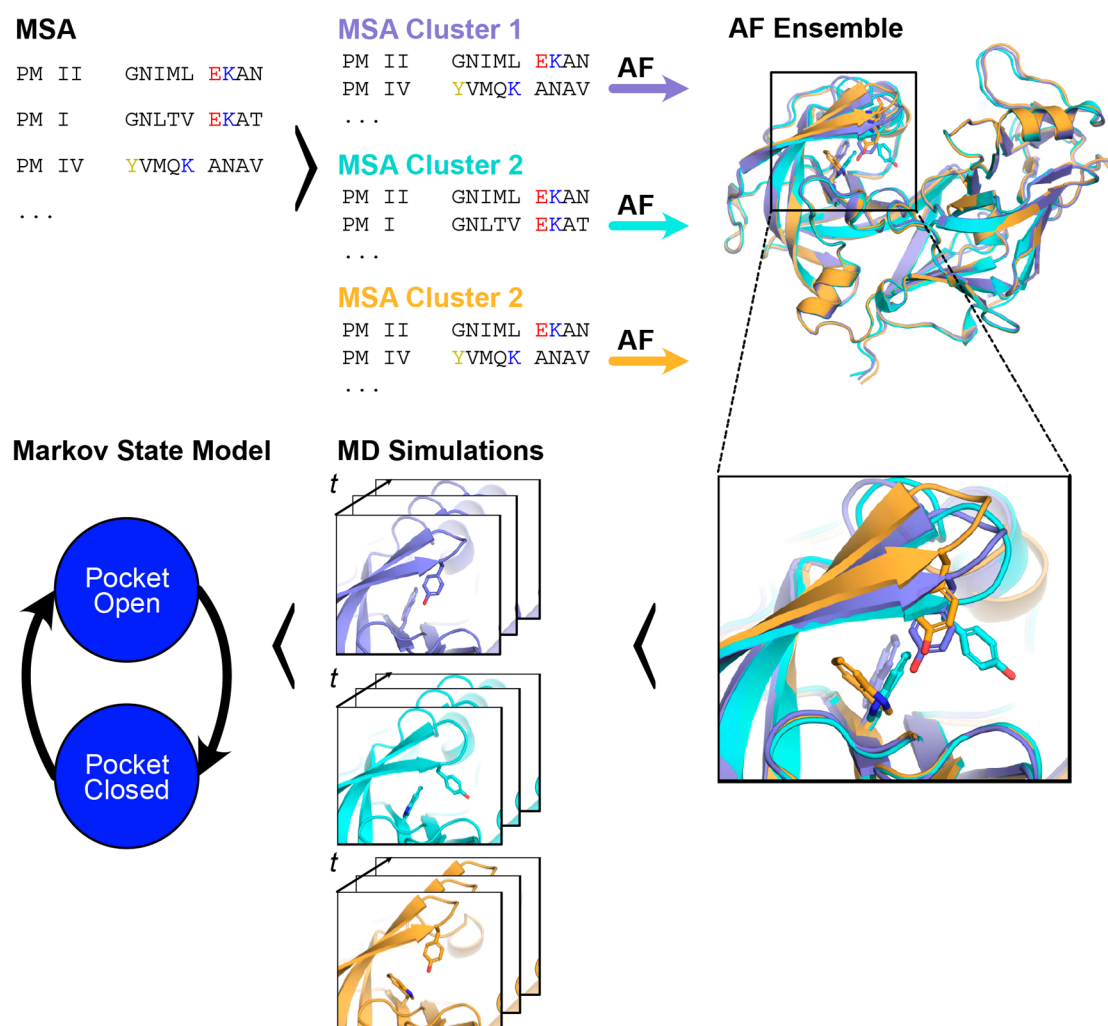 MSA
PM II GNIML EKAN
PM I GNLTV EKAT
PM IV YVMQK ANAV
...
MSA Cluster 1
PM II GNIML EKAN
PM IV YVMQK ANAV
...
AF
MSA Cluster 2
PM II GNIML EKAN
PM I GNLTV EKAT
...
AF
MSA Cluster 2
PM II GNIML EKAN
PM IV YVMQK ANAV
...
AF
AF Ensemble
Markov State Model
Pocket
Open
Pocket
Closed
MD Simulations
t
t
t